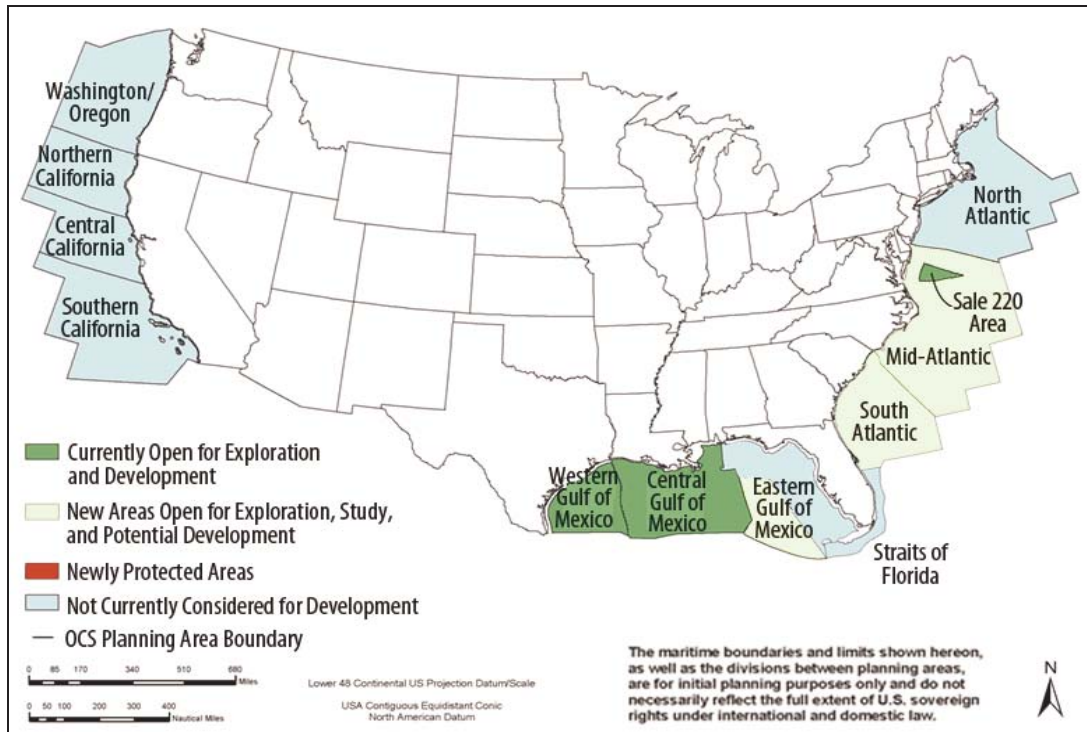 Washington/
Oregon
Northern
California
Central
California
Southern
California
North
Atlantic
Sale 220
Area
Mid-Atlantic
South
Atlantic
Western
Gulf of
Mexico
Central
Gulf of
Mexico
Eastern
Gulf of
Mexico
Straits of
Florida
Currently Open for Exploration
and Development
New Areas Open for Exploration, Study,
and Potential Development
Newly Protected Areas
Not Currently Considered for Development
OCS Planning Area Boundary
0 85 170 340 510 680
Miles
0 50 100 200 300 400
Nautical Miles
Lower 48 Continental US Projection Datum/Scale
USA Contiguous Equidistant Conic
North American Datum
The maritime boundaries and limits shown hereon,
as well as the divisions between planning areas,
are for initial planning purposes only and do not
necessarily reflect the full extent of U.S. sovereign
rights under international and domestic law.
N